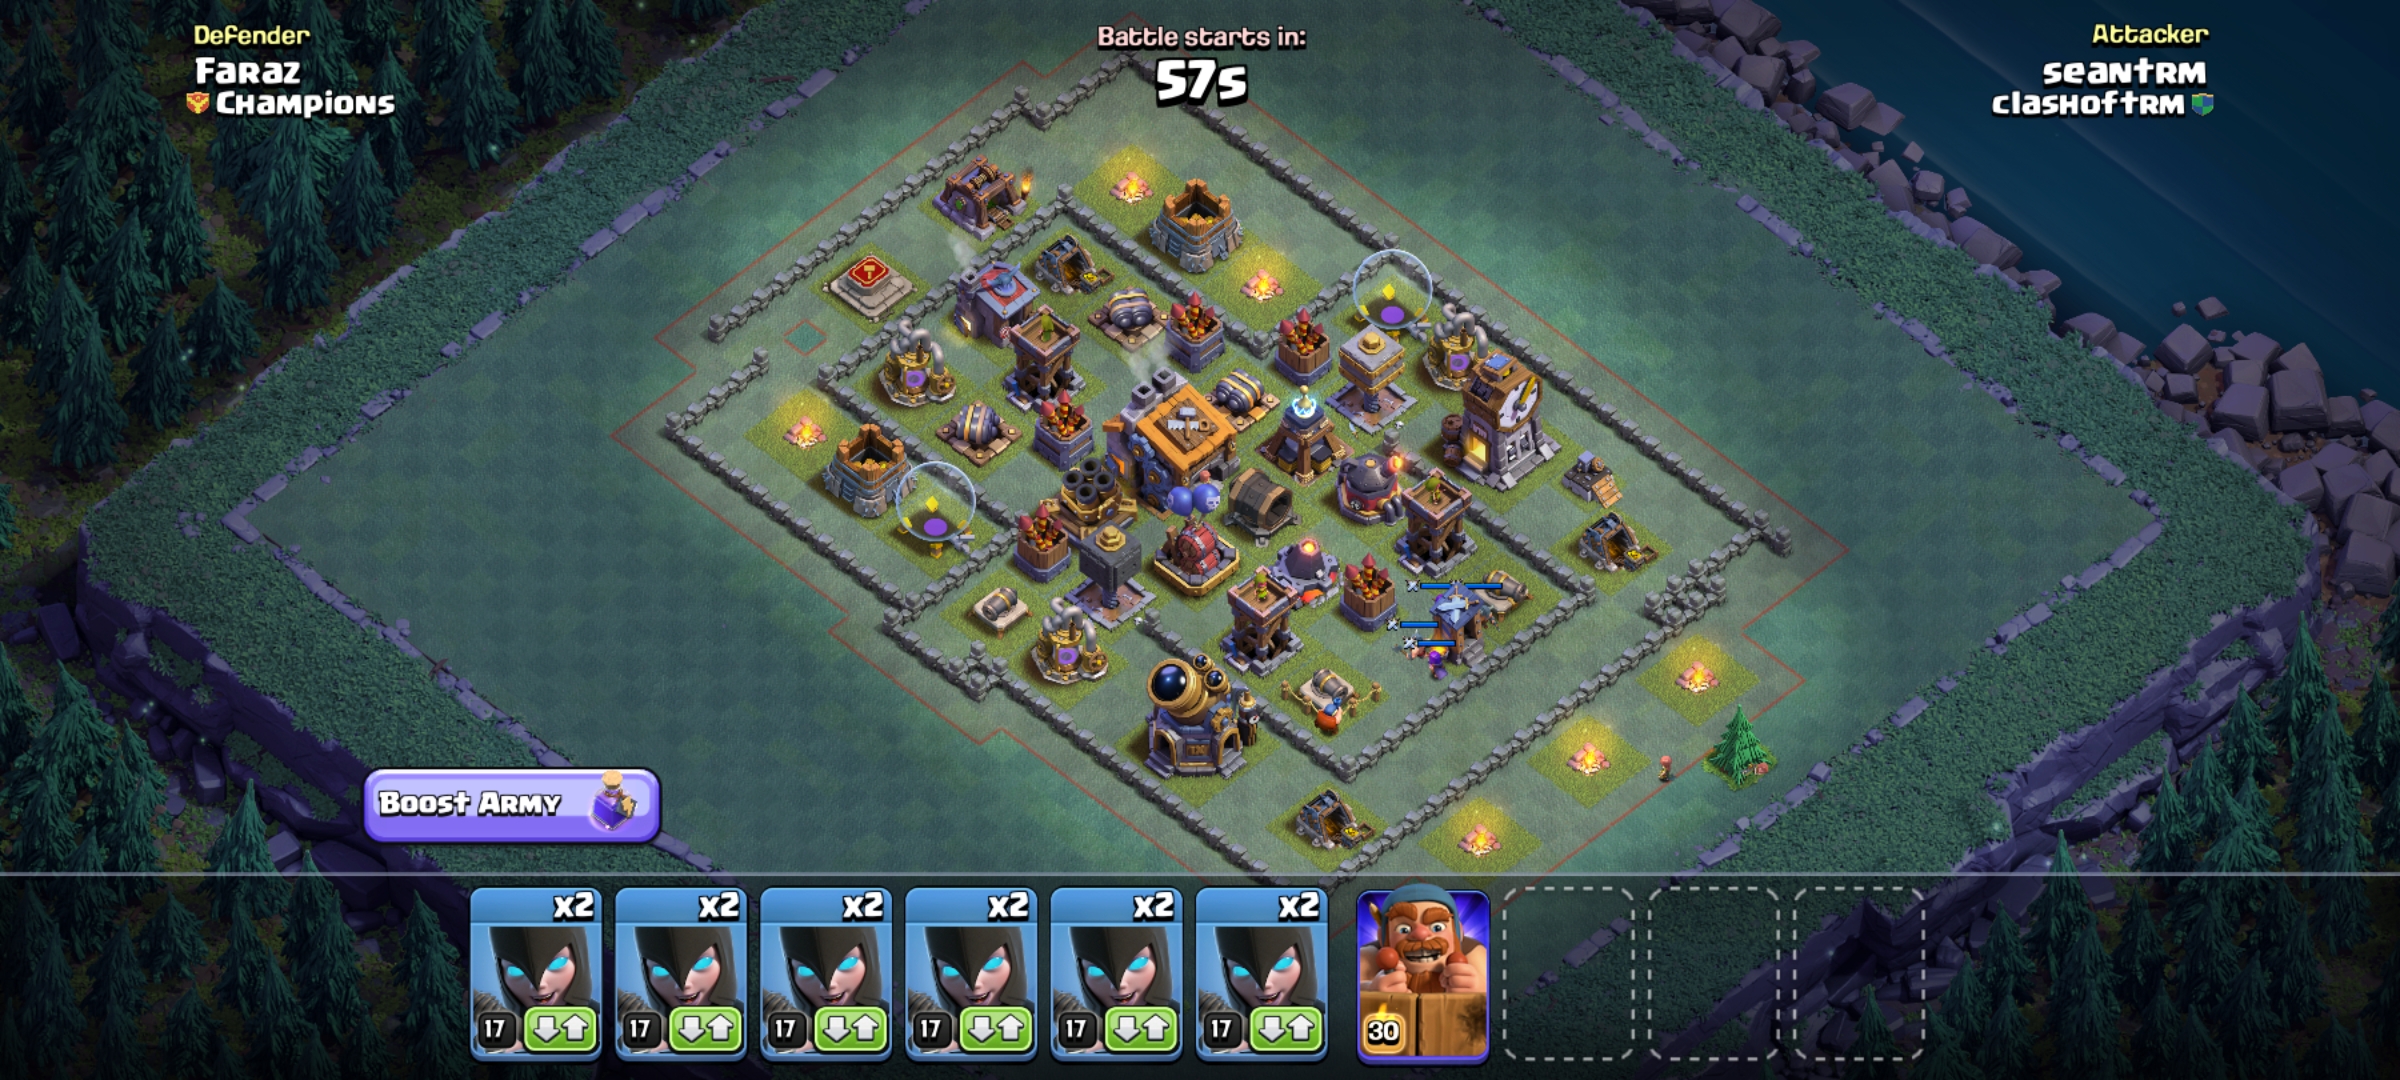 Defender
Faraz
Champions
Battle starts in:
57s
Attacker
seantrm
clashoftrm
Boost Army
x2
x2
x2
x2
x2
x2
17
17
17
17
17
17
30